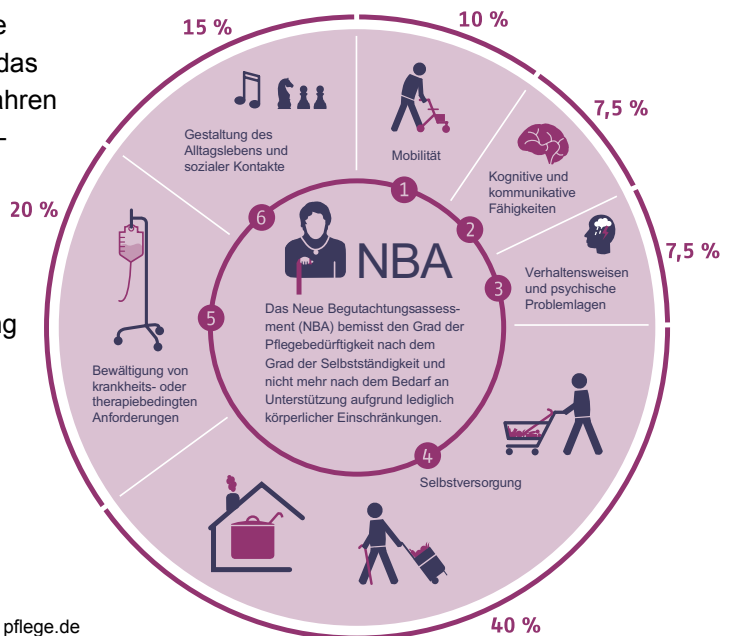 e
das
ahren
-
ng
15 %
10 %
7,5 %
7,5 %
20 %
40 %
Gestaltung des
Alltagslebens und
sozialer Kontakte
Mobilität
Kognitive und
kommunikative
Fähigkeiten
Verhaltensweisen
und psychische
Problemlagen
1
2
3
4
5
6
NBA
Das Neue Begutachtungsassess-
ment (NBA) bemisst den Grad der
Pflegebedürftigkeit nach dem
Grad der Selbstständigkeit und
nicht mehr nach dem Bedarf an
Unterstützung aufgrund lediglich
körperlicher Einschränkungen.
Bewältigung von
krankheits- oder
therapiebedingten
Anforderungen
Selbstversorgung
pflege.de